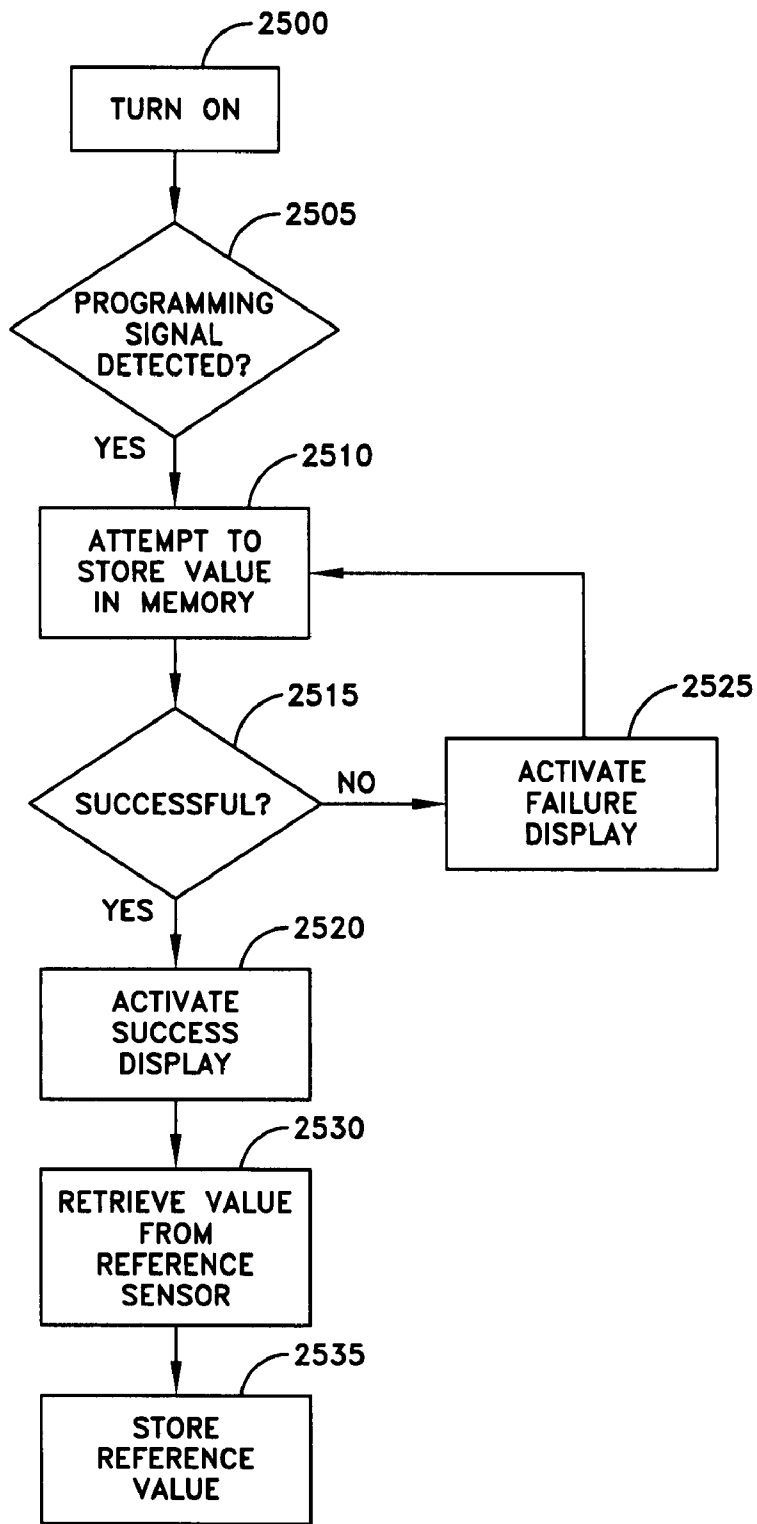 2500
TURN ON
2505
PROGRAMMING
SIGNAL
DETECTED?
YES
2510
ATTEMPT TO
STORE VALUE
IN MEMORY
2515
SUCCESSFUL?
NO
2525
ACTIVATE
FAILURE
DISPLAY
YES
2520
ACTIVATE
SUCCESS
DISPLAY
2530
RETRIEVE VALUE
FROM
REFERENCE
SENSOR
2535
STORE
REFERENCE
VALUE